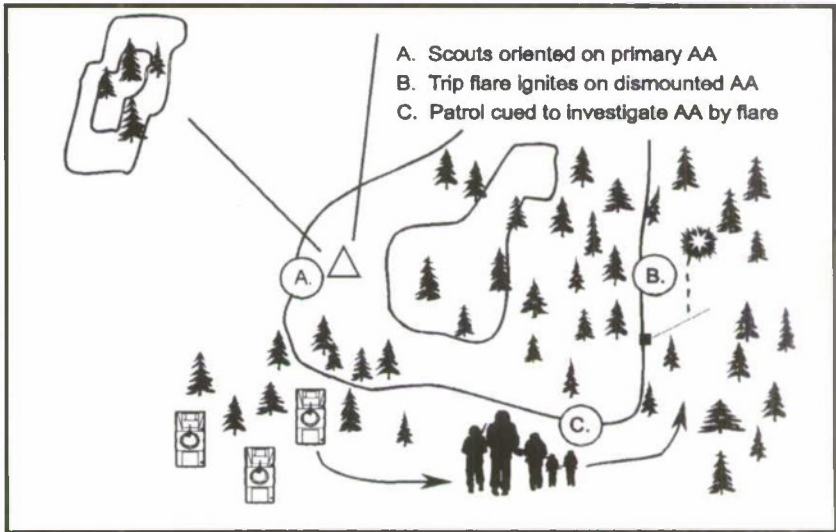 A. Scouts oriented on primary AA
B. Trip flare ignites on dismounted AA
C. Patrol cued to investigate AA by flare
A.
B.
C.